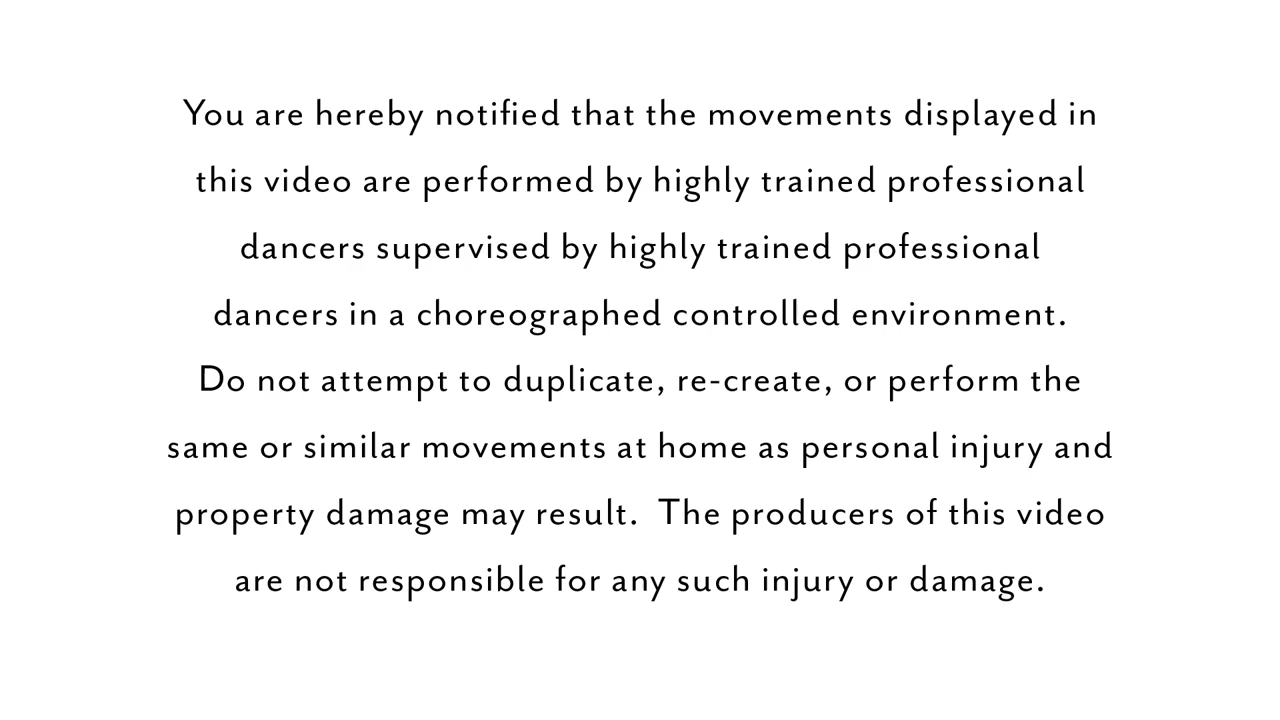 You are hereby notified that the movements displayed in
this video are performed by highly trained professional
dancers supervised by highly trained professional
dancers in a choreographed controlled environment.
Do not attempt to duplicate, re-create, or perform the
same or similar movements at home as personal injury and
property damage may result.  The producers of this video
are not responsible for any such injury or damage.